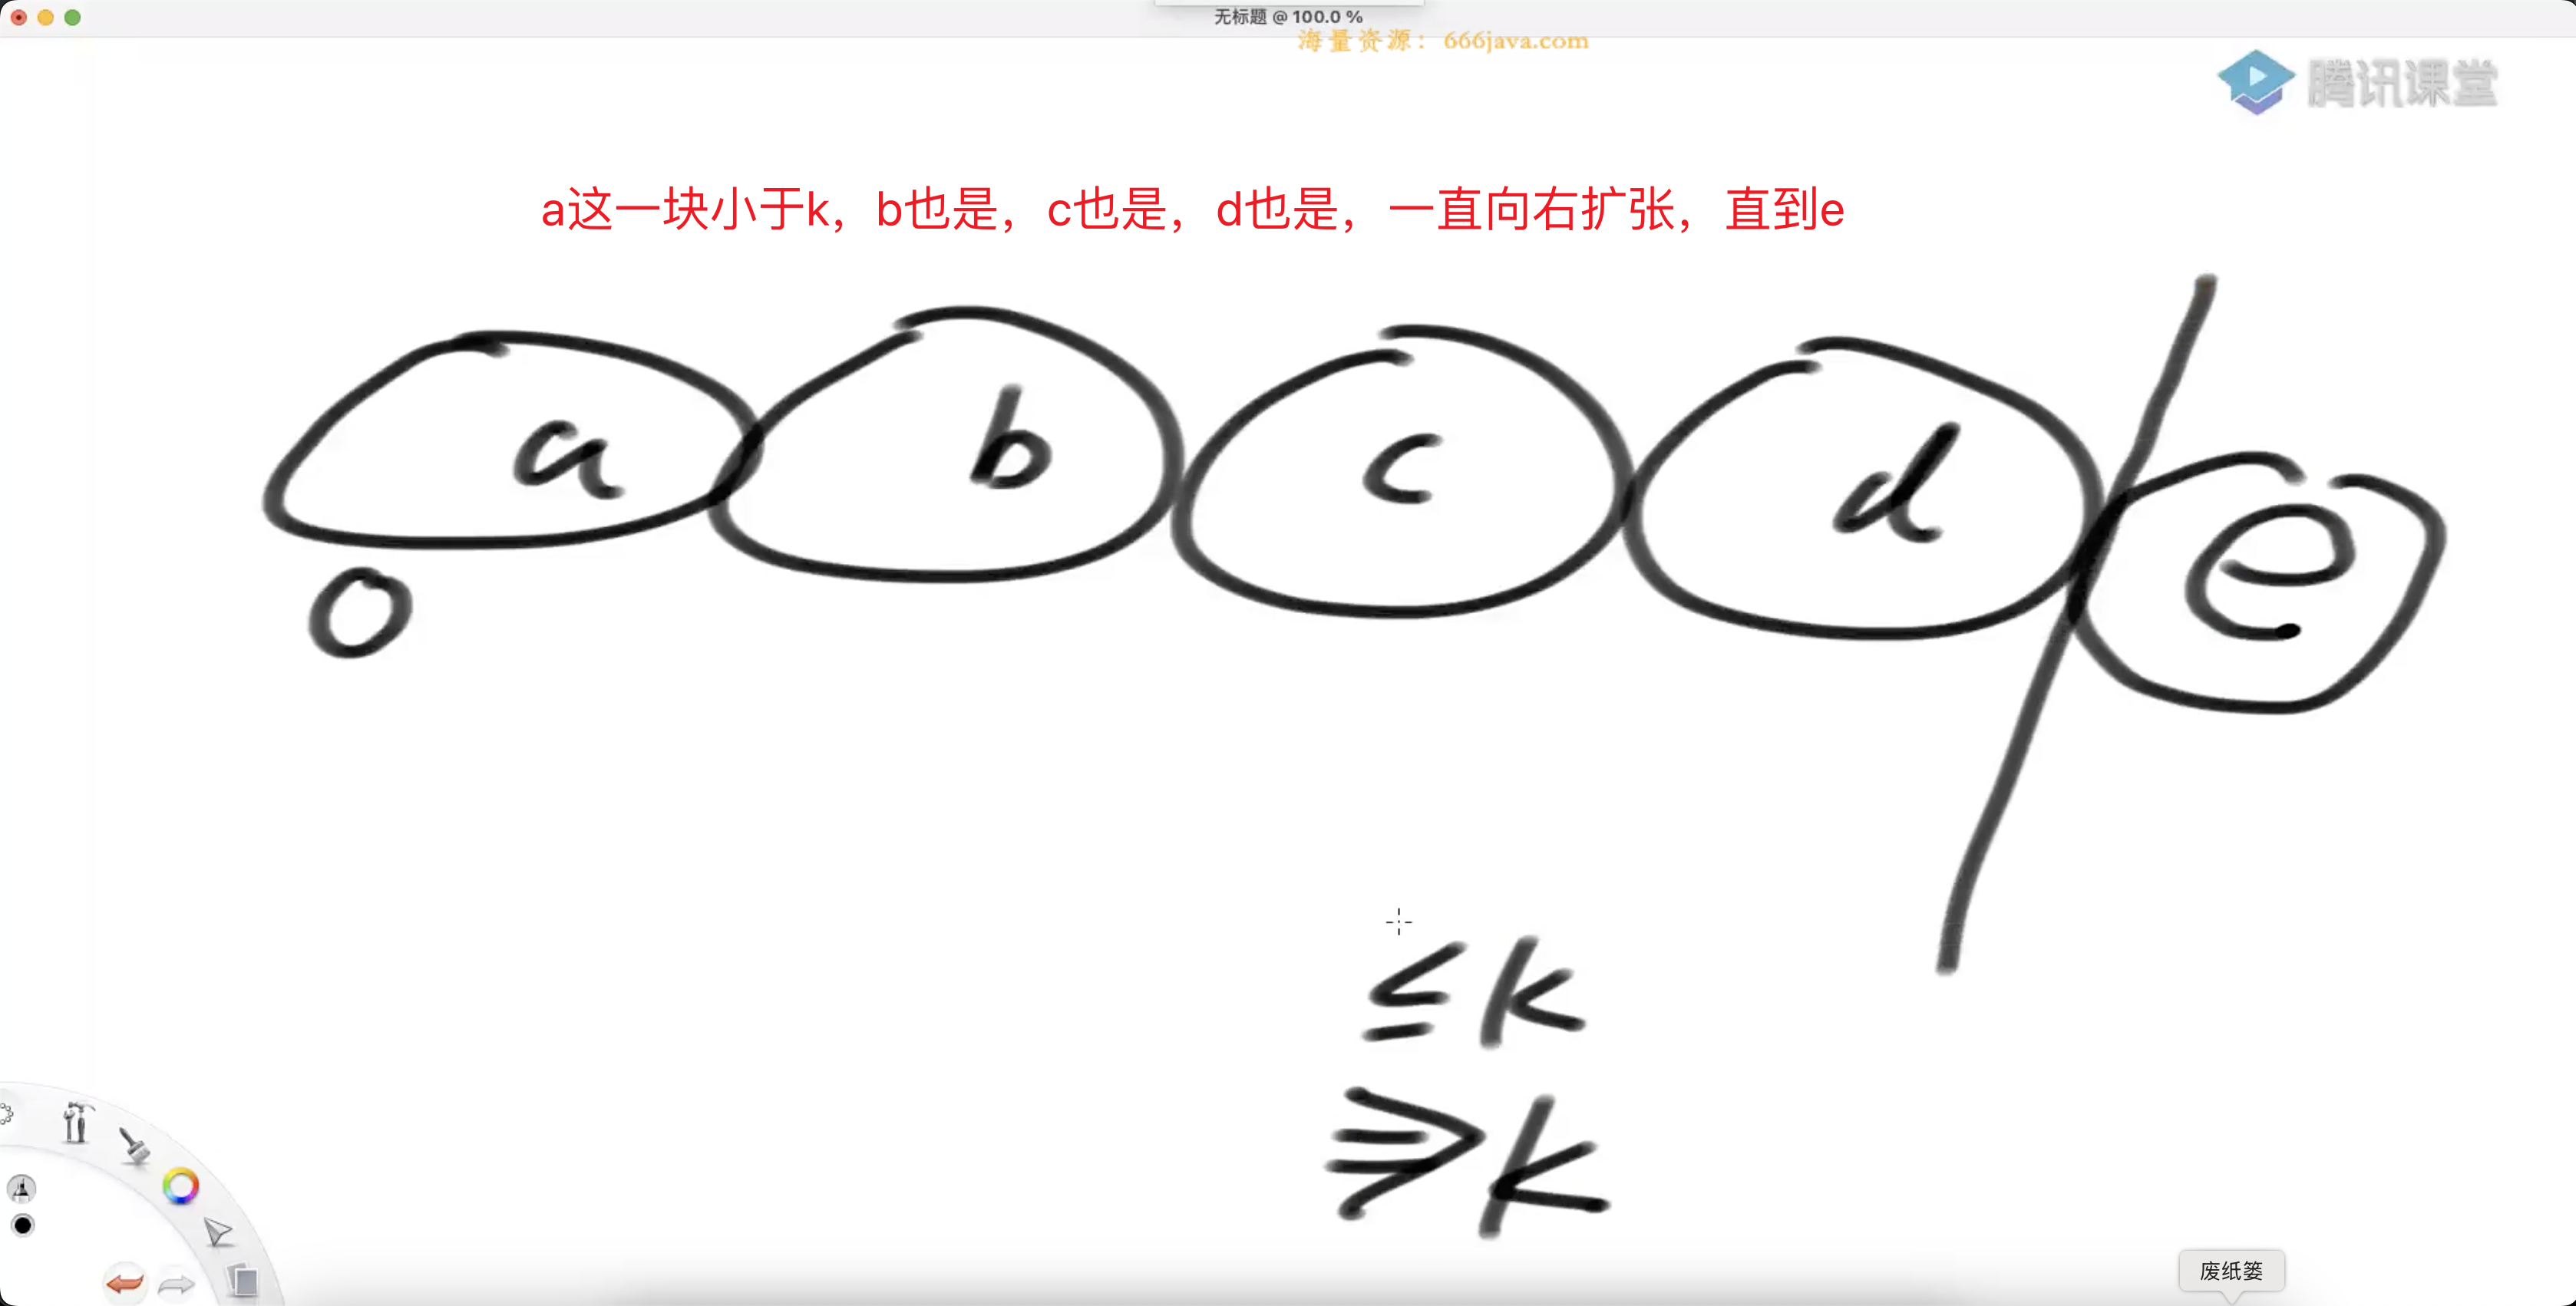 无标题 @ 100.0 %
海量资源：666java.com
腾讯课堂
a这一块小于k，b也是，c也是，d也是，一直向右扩张，直到e
a b c d e
0
≤k
≥k
废纸篓